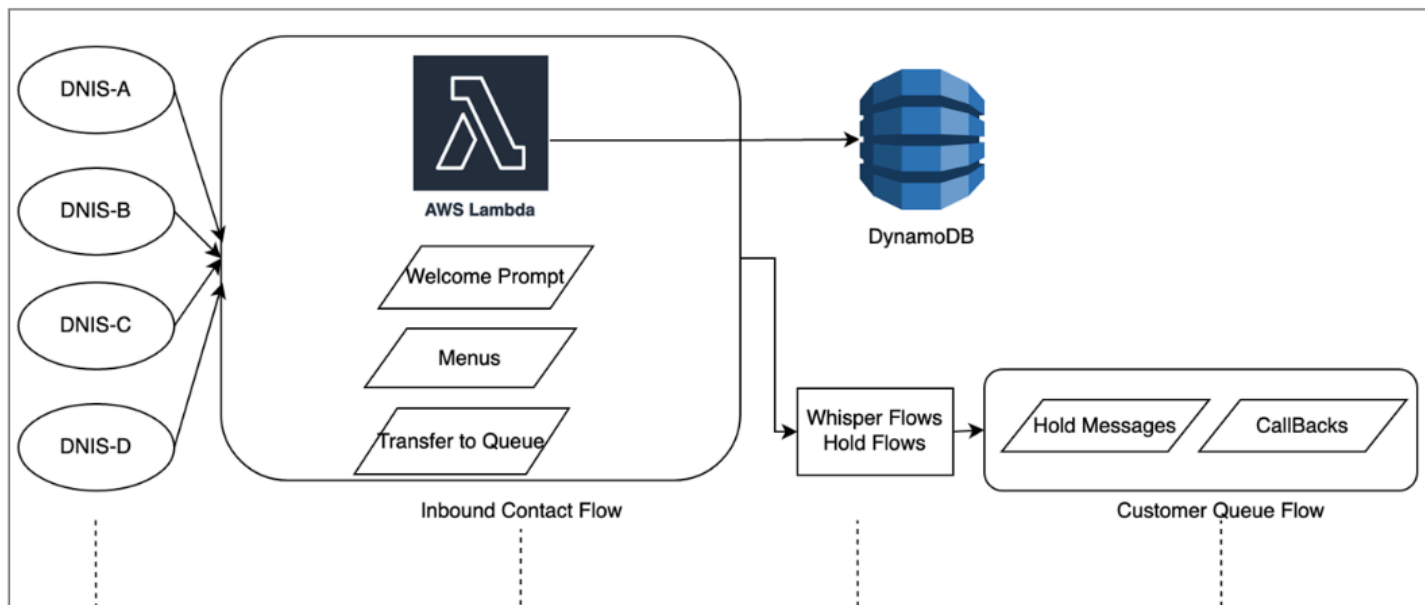 DNIS-A
DNIS-B
DNIS-C
DNIS-D
AWS Lambda
Welcome Prompt
Menus
Transfer to Queue
Inbound Contact Flow
DynamoDB
Whisper Flows
Hold Flows
Hold Messages
CallBacks
Customer Queue Flow